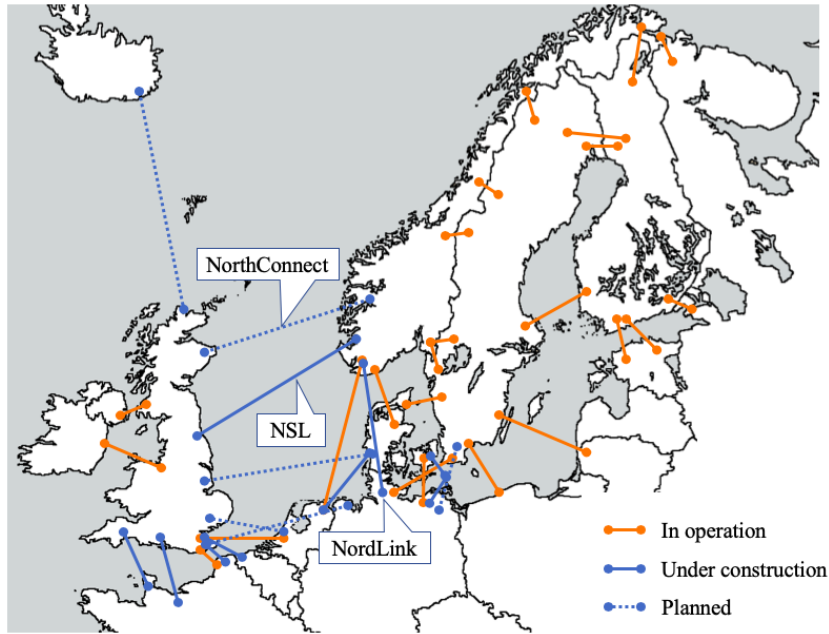 NorthConnect
NSL
NordLink
In operation
Under construction
Planned